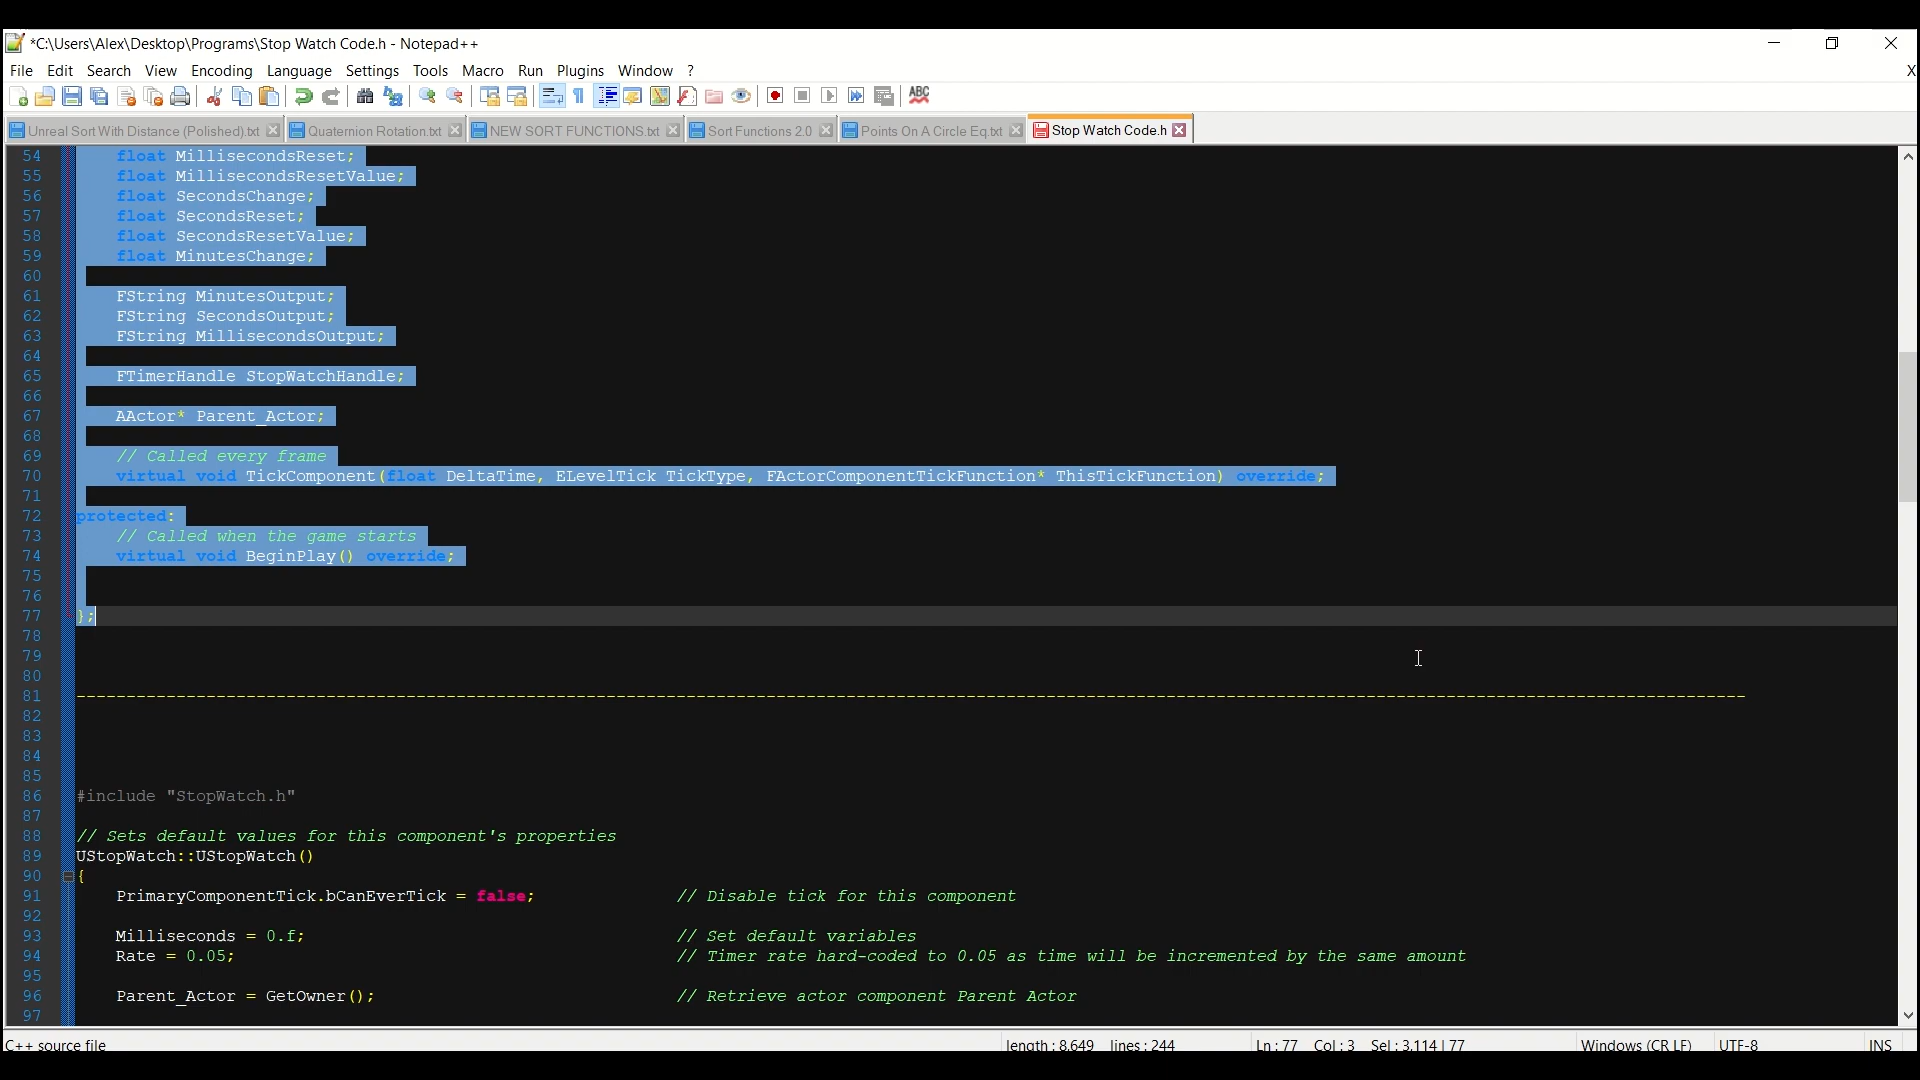 *C:\Users\Alex\Desktop\Programs\Stop Watch Code.h - Notepad++
File Edit Search View Encoding Language Settings Tools Macro Run Plugins Window ? X
ABC
Unreal Sort With Distance (Polished).txt Quaternion Rotation.txt NEW SORT FUNCTIONS.txt Sort Functions 2.0 Points On A Circle Eq.txt Stop Watch Code.h
54 float MillisecondsReset;
55 float MillisecondsResetValue;
56 float SecondsChange;
57 float SecondsReset;
58 float SecondsResetValue;
59 float MinutesChange;
60
61 FString MinutesOutput;
62 FString SecondsOutput;
63 FString MillisecondsOutput;
64
65 FTimerHandle StopWatchHandle;
66
67 AActor* Parent_Actor;
68
69 // Called every frame
70 virtual void TickComponent(float DeltaTime, ELevelTick TickType, FActorComponentTickFunction* ThisTickFunction) override;
71
72 protected:
73 // Called when the game starts
74 virtual void BeginPlay() override;
75
76
77 };
78
79
80
81 -----------------------------------------------------------------------------------------------------------------------------------------------------------------------
82
83
84
85
86 #include "StopWatch.h"
87
88 // Sets default values for this component's properties
89 UStopWatch::UStopWatch()
90 {
91 PrimaryComponentTick.bCanEverTick = false; // Disable tick for this component
92
93 Milliseconds = 0.f; // Set default variables
94 Rate = 0.05; // Timer rate hard-coded to 0.05 as time will be incremented by the same amount
95
96 Parent_Actor = GetOwner(); // Retrieve actor component Parent Actor
97
C++ source file length : 8,649 lines : 244 Ln : 77 Col : 3 Sel : 3,114 | 77 Windows (CR LF) UTF-8 INS